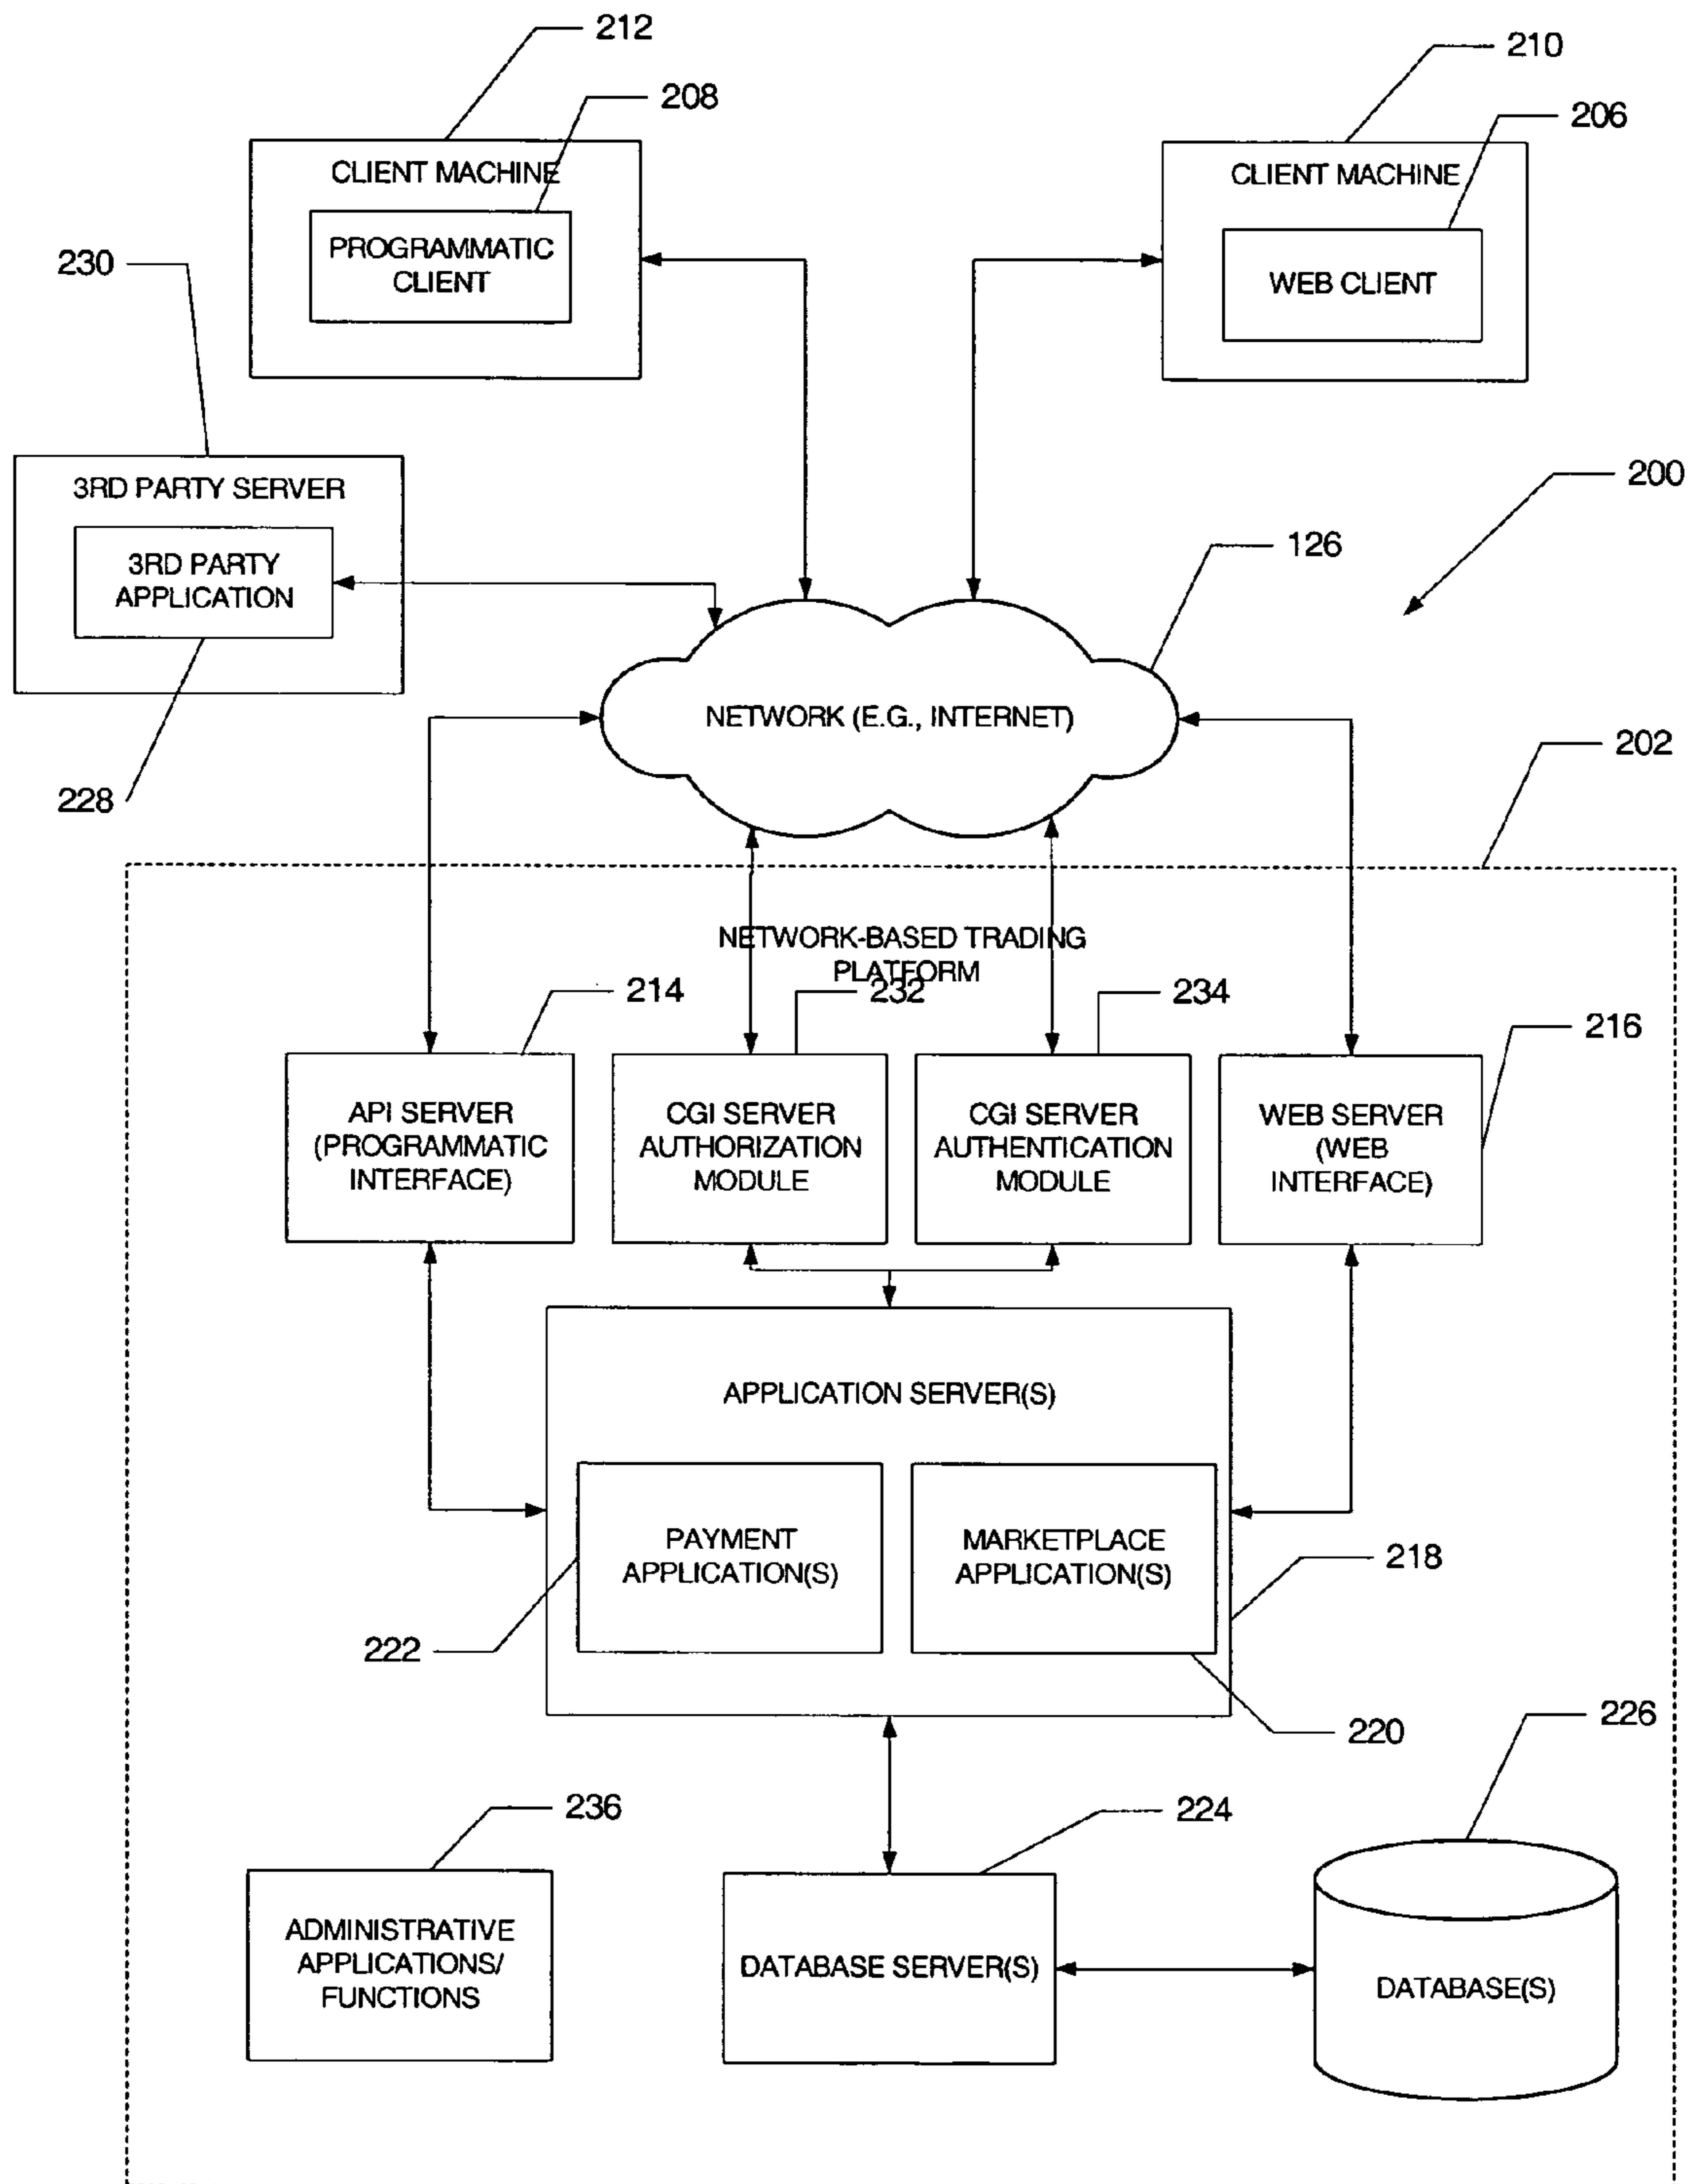 212
210
208
206
CLIENT MACHINE
CLIENT MACHINE
PROGRAMMATIC
CLIENT
WEB CLIENT
230
3RD PARTY SERVER
200
3RD PARTY
APPLICATION
126
NETWORK (E.G., INTERNET)
202
228
NETWORK-BASED TRADING
PLATFORM
214
232
234
216
API SERVER
(PROGRAMMATIC
INTERFACE)
CGI SERVER
AUTHORIZATION
MODULE
CGI SERVER
AUTHENTICATION
MODULE
WEB SERVER
(WEB
INTERFACE)
APPLICATION SERVER(S)
PAYMENT
APPLICATION(S)
MARKETPLACE
APPLICATION(S)
218
222
220
226
236
224
ADMINISTRATIVE
APPLICATIONS/
FUNCTIONS
DATABASE SERVER(S)
DATABASE(S)